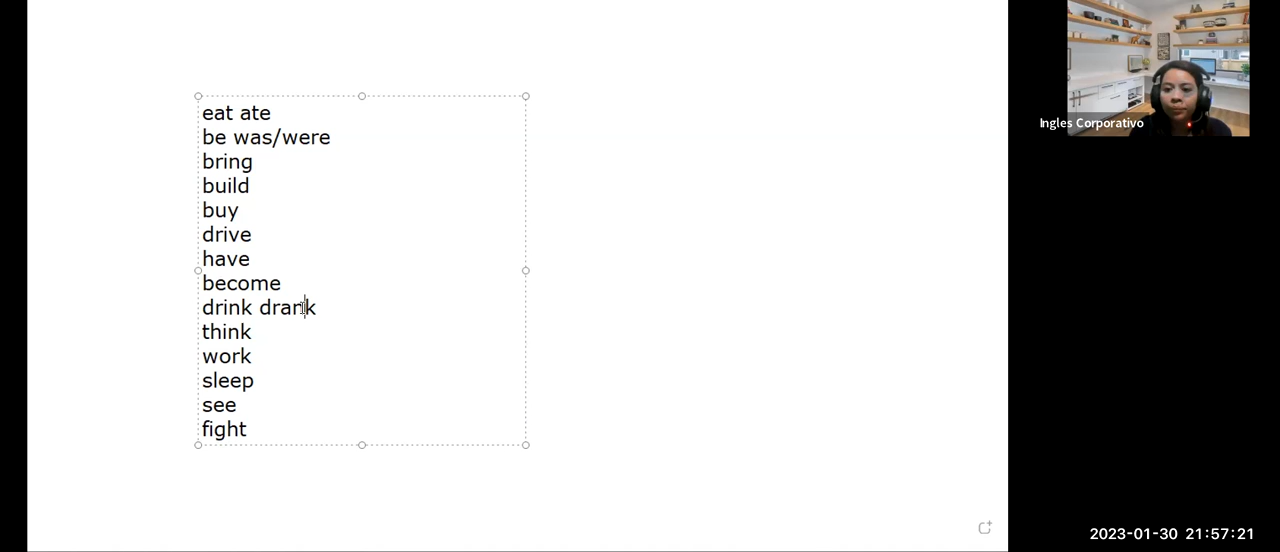 eat ate
be was/were
bring
build
buy
drive
have
become
drink drank
think
work
sleep
see
fight
Ingles Corporativo
2023-01-30 21:57:21